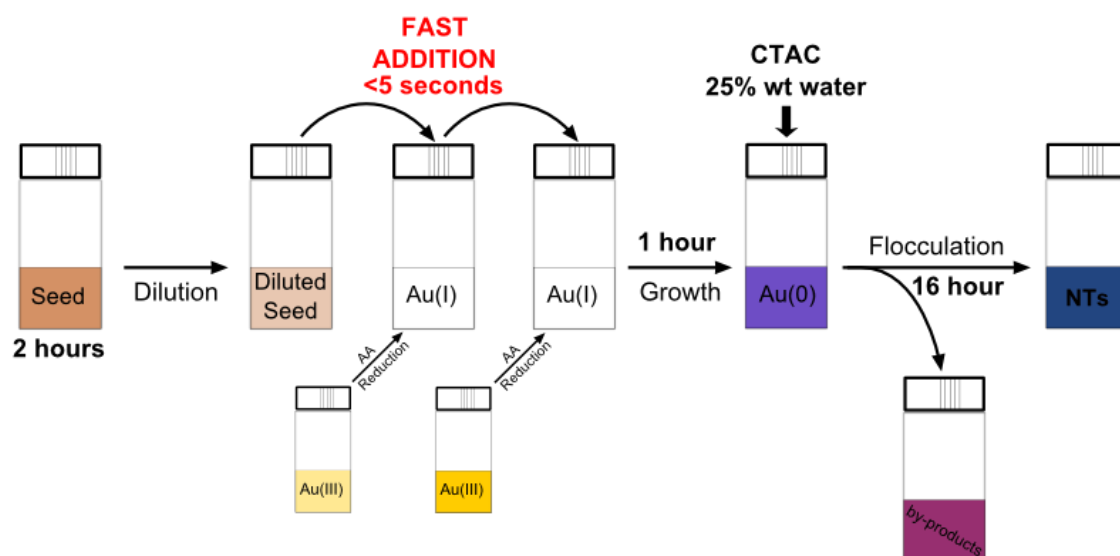 FAST
ADDITION
<5 seconds
CTAC
25% wt water
Seed
2 hours
Dilution
Diluted
Seed
Au(I)
Au(I)
1 hour
Growth
Au(0)
Flocculation
16 hour
NTs
AA
Reduction
AA
Reduction
Au(III)
Au(III)
by-products